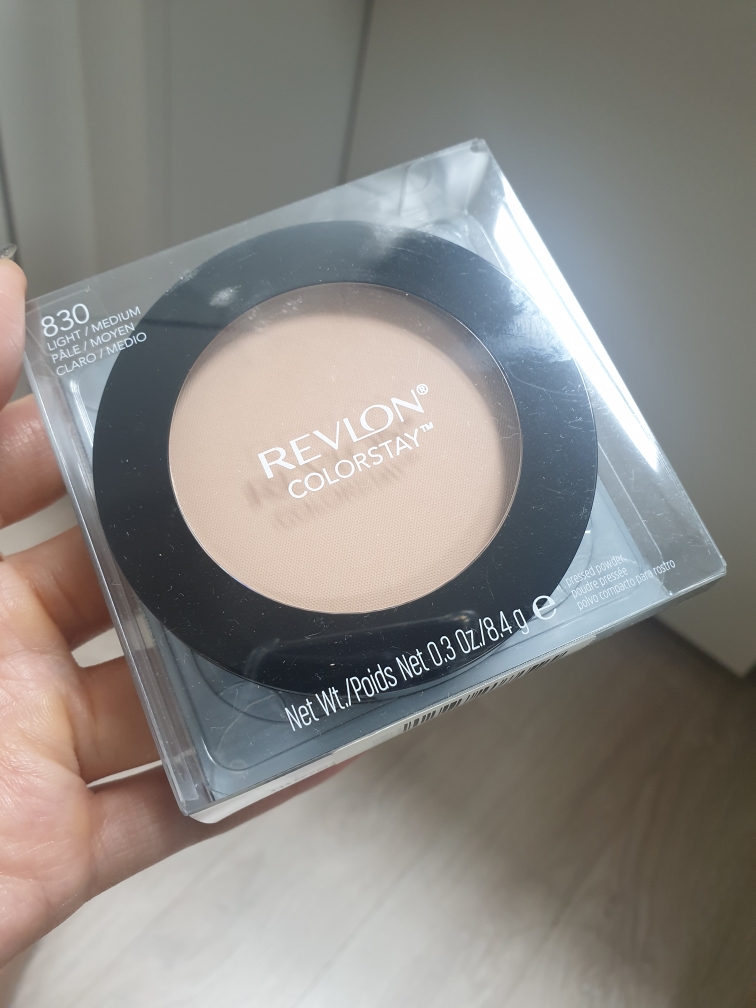 830
LIGHT / MEDIUM
PÂLE / MOYEN
CLARO / MEDIO
REVLON®
COLORSTAY™
pressed powder
poudre pressée
polvo compacto para rostro
Net Wt./Poids Net 0.3 Oz./8.4 g e